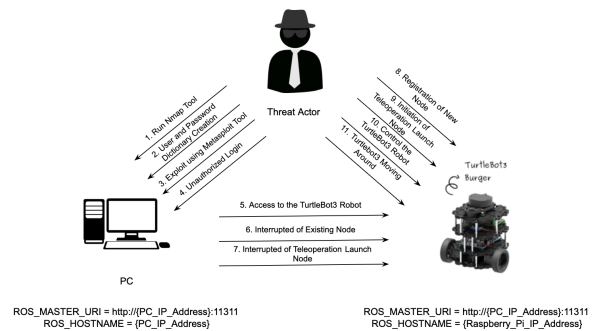 Threat Actor
1. Run Nmap Tool
2. User and Password
Dictionary Creation
3. Exploit using Metasploit Tool
4. Unauthorized Login
8. Registration of New
Node
9. Initiation of
Teleoperation Launch
Node
10. Control the
TurtleBot3 Robot
11. Turtlebot3 Moving
Around
TurtleBot3
Burger
5. Access to the TurtleBot3 Robot
6. Interrupted of Existing Node
7. Interrupted of Teleoperation Launch
Node
PC
ROS_MASTER_URI = http://{PC_IP_Address}:11311
ROS_HOSTNAME = {PC_IP_Address}
ROS_MASTER_URI = http://{PC_IP_Address}:11311
ROS_HOSTNAME = {Raspberry_Pi_IP_Address}